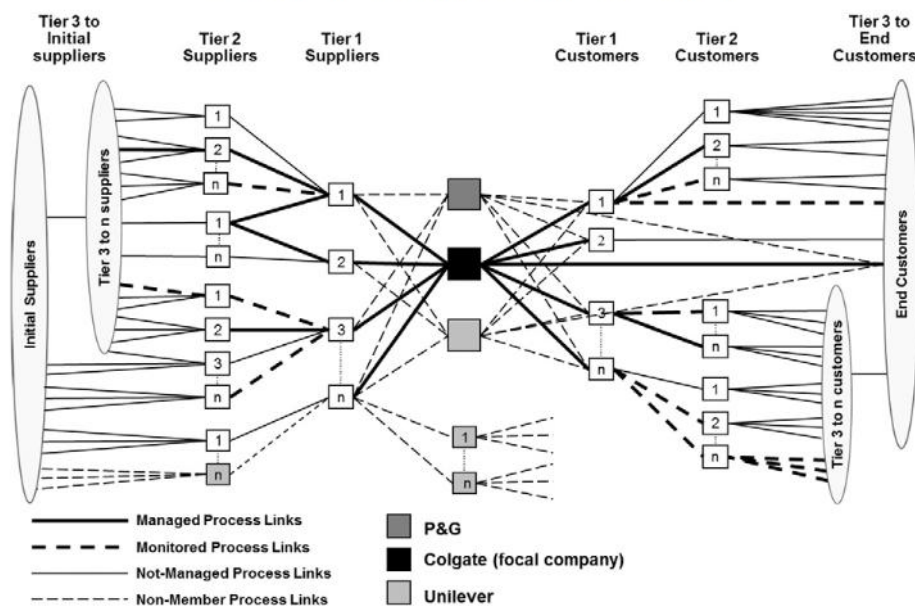 Tier 3 to
Initial
suppliers
Tier 2
Suppliers
Tier 1
Suppliers
Tier 1
Customers
Tier 2
Customers
Tier 3 to
End
Customers
Initial Suppliers
Tier 3 to n suppliers
1
2
n
1
n
1
2
3
n
1
n
1
2
3
n
1
n
1
2
3
n
1
2
n
1
n
1
2
n
Tier 3 to n customers
End Customers
Managed Process Links
Monitored Process Links
Not-Managed Process Links
Non-Member Process Links
P&G
Colgate (focal company)
Unilever